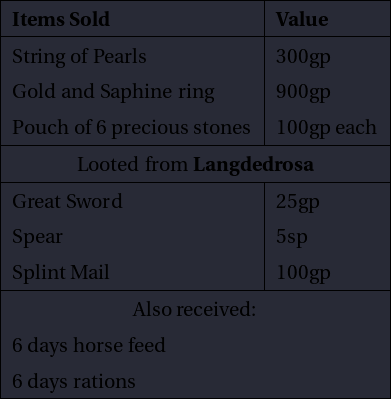 Items Sold Value
String of Pearls 300gp
Gold and Saphine ring 900gp
Pouch of 6 precious stones 100gp each
Looted from Langdedrosa
Great Sword 25gp
Spear 5sp
Splint Mail 100gp
Also received:
6 days horse feed
6 days rations